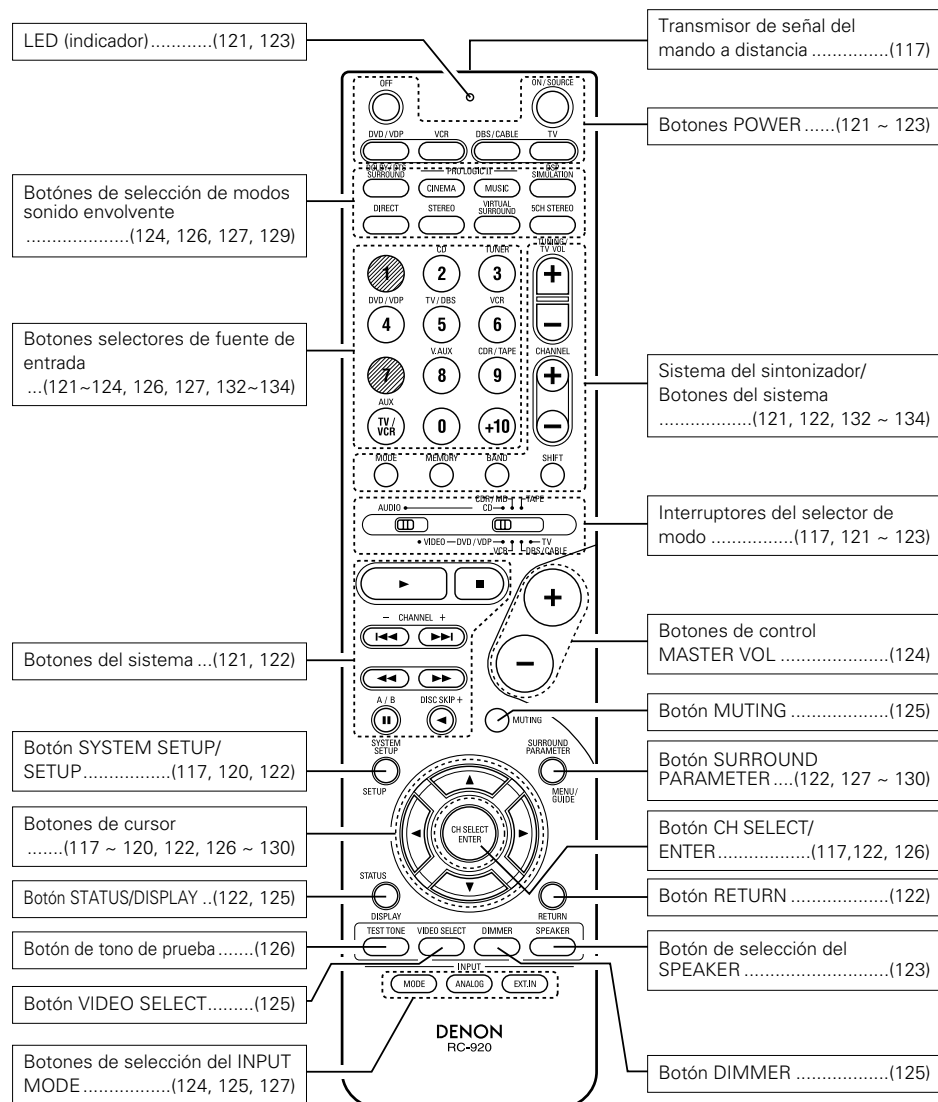 LED (indicador)............(121, 123)
Transmisor de señal del
mando a distancia ...............(117)
Botones POWER ......(121 ~ 123)
Botónes de selección de modos
sonido envolvente
....................(124, 126, 127, 129)
Botones selectores de fuente de
entrada
...(121~124, 126, 127, 132~134)
Sistema del sintonizador/
Botones del sistema
..................(121, 122, 132 ~ 134)
Interruptores del selector de
modo ................(117, 121 ~ 123)
Botones del sistema ...(121, 122)
Botones de control
MASTER VOL .....................(124)
Botón MUTING ...................(125)
Botón SYSTEM SETUP/
SETUP.................(117, 120, 122)
Botón SURROUND
PARAMETER ....(122, 127 ~ 130)
Botones de cursor
.......(117 ~ 120, 122, 126 ~ 130)
Botón CH SELECT/
ENTER..................(117,122, 126)
Botón STATUS/DISPLAY ..(122, 125)
Botón RETURN ...................(122)
Botón de tono de prueba.......(126)
Botón de selección del
SPEAKER ............................(123)
Botón VIDEO SELECT.........(125)
Botones de selección del INPUT
MODE.................(124, 125, 127)
Botón DIMMER ..................(125)
OFF
ON / SOURCE
DVD / VDP VCR DBS / CABLE TV
DOLBY / DTS
SURROUND
PRO LOGIC II
CINEMA MUSIC
DSP
SIMULATION
DIRECT STEREO VIRTUAL
SURROUND
5CH STEREO
CD TUNER
TUNING /
TV VOL
1 2 3 +
DVD / VDP TV / DBS VCR
4 5 6 −
V.AUX CDR / TAPE CHANNEL
7 8 9 +
AUX
TV /
VCR
0 +10 −
MODE MEMORY BAND SHIFT
AUDIO CDR / MD TAPE
CD
VIDEO DVD / VDP TV
VCR DBS / CABLE
− CHANNEL +
+
−
A / B DISC SKIP +
MUTING
SYSTEM
SETUP
SETUP
SURROUND
PARAMETER
MENU /
GUIDE
CH SELECT
ENTER
STATUS
DISPLAY
RETURN
TEST TONE VIDEO SELECT DIMMER SPEAKER
INPUT
MODE ANALOG EXT.IN
DENON
RC-920